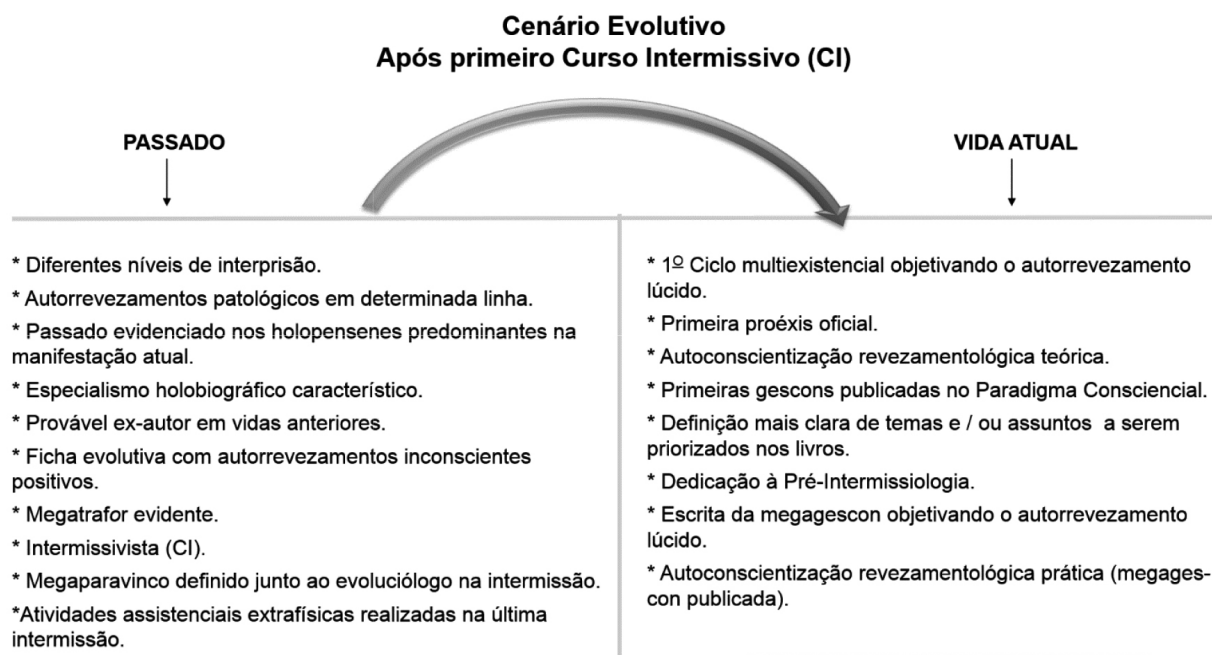 Cenário Evolutivo
Após primeiro Curso Intermissivo (CI)
PASSADO
VIDA ATUAL
* Diferentes níveis de interprisão.
* Autorrevezamentos patológicos em determinada linha.
* Passado evidenciado nos holopensenes predominantes na
manifestação atual.
* Especialismo holobiográfico característico.
* Provável ex-autor em vidas anteriores.
* Ficha evolutiva com autorrevezamentos inconscientes
positivos.
* Megatrafor evidente.
* Intermissivista (CI).
* Megaparavinco definido junto ao evoluciólogo na intermissão.
*Atividades assistenciais extrafísicas realizadas na última
intermissão.
* 1º Ciclo multiexistencial objetivando o autorrevezamento
lúcido.
* Primeira proéxis oficial.
* Autoconscientização revezamentológica teórica.
* Primeiras gescons publicadas no Paradigma Consciencial.
* Definição mais clara de temas e / ou assuntos a serem
priorizados nos livros.
* Dedicação à Pré-Intermissiologia.
* Escrita da megagescon objetivando o autorrevezamento
lúcido.
* Autoconscientização revezamentológica prática (megages-
con publicada).